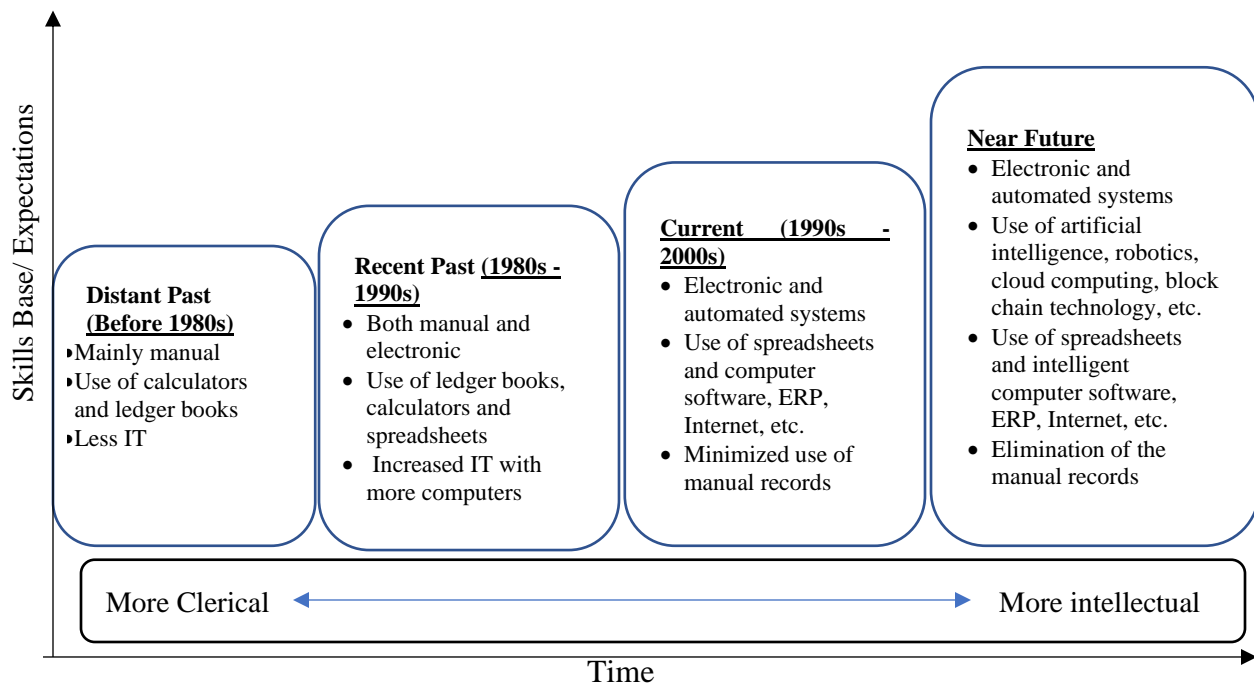 Skills Base/ Expectations
Distant Past
(Before 1980s)
•Mainly manual
•Use of calculators
and ledger books
•Less IT
Recent Past (1980s -
1990s)
• Both manual and
electronic
• Use of ledger books,
calculators and
spreadsheets
• Increased IT with
more computers
Current (1990s -
2000s)
• Electronic and
automated systems
• Use of spreadsheets
and computer
software, ERP,
Internet, etc.
• Minimized use of
manual records
Near Future
• Electronic and
automated systems
• Use of artificial
intelligence, robotics,
cloud computing, block
chain technology, etc.
• Use of spreadsheets
and intelligent
computer software,
ERP, Internet, etc.
• Elimination of the
manual records
More Clerical
More intellectual
Time